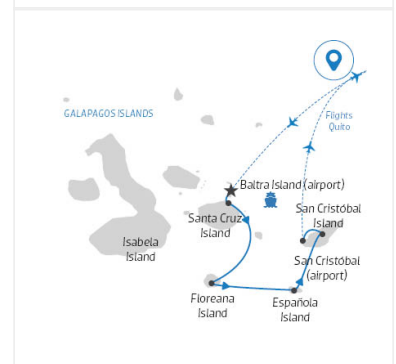 GALAPAGOS ISLANDS
Flights
Quito
Baltra Island (airport)
Santa Cruz
Island
San Cristóbal
Island
Isabela
Island
San Cristóbal
(airport)
Floreana
Island
Española
Island